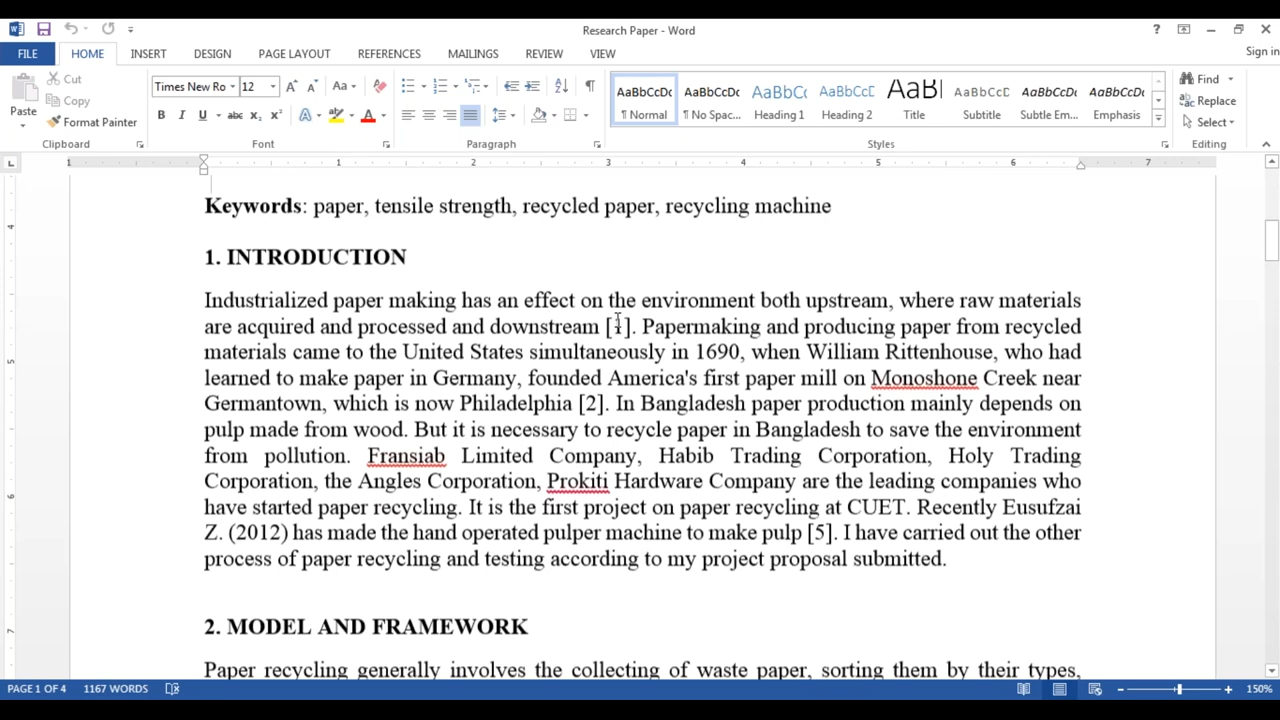 Research Paper - Word
?
FILE HOME INSERT DESIGN PAGE LAYOUT REFERENCES MAILINGS REVIEW VIEW Sign in
Paste Cut Copy Format Painter
Times New Ro 12
AaBbCcDc AaBbCcDc AaBbCc AaBbCcD AaBl AaBbCcD AaBbCcDc AaBbCcDc
¶ Normal ¶ No Spac... Heading 1 Heading 2 Title Subtitle Subtle Em... Emphasis
Find Replace Select
Clipboard Font Paragraph Styles Editing
1 1 2 3 4 5 6 7
Keywords: paper, tensile strength, recycled paper, recycling machine
1. INTRODUCTION
Industrialized paper making has an effect on the environment both upstream, where raw materials
are acquired and processed and downstream [1]. Papermaking and producing paper from recycled
materials came to the United States simultaneously in 1690, when William Rittenhouse, who had
learned to make paper in Germany, founded America's first paper mill on Monoshone Creek near
Germantown, which is now Philadelphia [2]. In Bangladesh paper production mainly depends on
pulp made from wood. But it is necessary to recycle paper in Bangladesh to save the environment
from pollution. Fransiab Limited Company, Habib Trading Corporation, Holy Trading
Corporation, the Angles Corporation, Prokiti Hardware Company are the leading companies who
have started paper recycling. It is the first project on paper recycling at CUET. Recently Eusufzai
Z. (2012) has made the hand operated pulper machine to make pulp [5]. I have carried out the other
process of paper recycling and testing according to my project proposal submitted.
2. MODEL AND FRAMEWORK
Paper recycling generally involves the collecting of waste paper, sorting them by their types,
PAGE 1 OF 4 1167 WORDS 150%